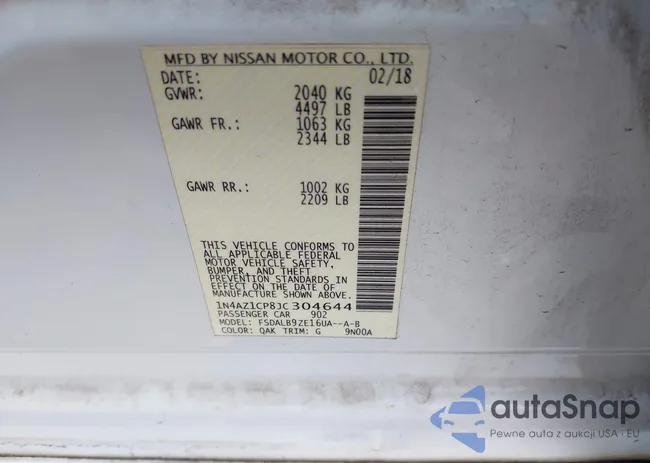 MFD BY NISSAN MOTOR CO., LTD.
DATE: 02/18
GVWR: 2040 KG
4497 LB
GAWR FR.: 1063 KG
2344 LB
GAWR RR.: 1002 KG
2209 LB
THIS VEHICLE CONFORMS TO
ALL APPLICABLE FEDERAL
MOTOR VEHICLE SAFETY,
BUMPER, AND THEFT
PREVENTION STANDARDS IN
EFFECT ON THE DATE OF
MANUFACTURE SHOWN ABOVE.
1N4AZ1CP8JC304644
PASSENGER CAR 902
MODEL: FSDALB9ZE16UA--A-B
COLOR: QAK TRIM: G 9N00A
autaSnap
Pewne auta z aukcji USA i EU